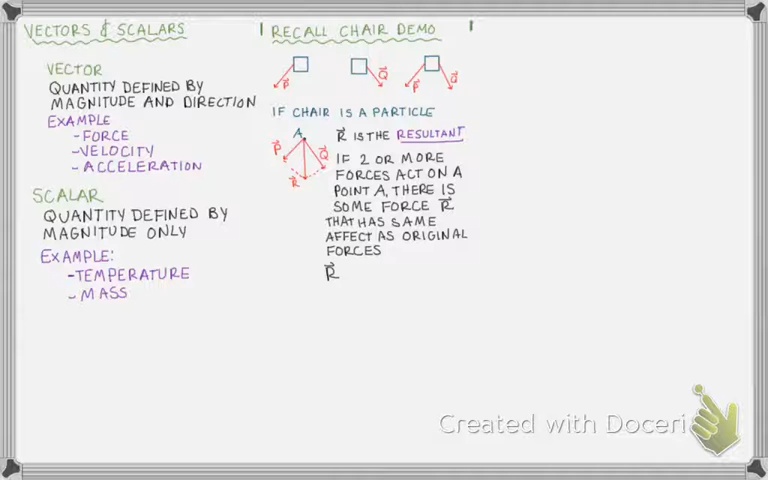 VECTORS & SCALARS
VECTOR
QUANTITY DEFINED BY
MAGNITUDE AND DIRECTION
EXAMPLE
-FORCE
-VELOCITY
-ACCELERATION
SCALAR
QUANTITY DEFINED BY
MAGNITUDE ONLY
EXAMPLE:
-TEMPERATURE
-MASS
RECALL CHAIR DEMO
P⃗
Q⃗
P⃗ Q⃗
IF CHAIR IS A PARTICLE
A
P⃗ Q⃗
R⃗
R⃗ IS THE RESULTANT
IF 2 OR MORE
FORCES ACT ON A
POINT A, THERE IS
SOME FORCE R⃗
THAT HAS SAME
AFFECT AS ORIGINAL
FORCES
R⃗
Created with Doceri